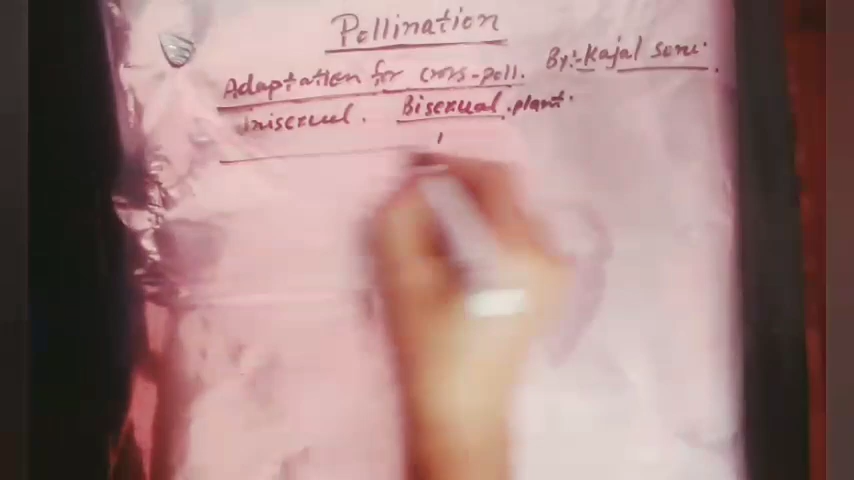 Pollination
Adaptation for cross-poll. By:- Kajal soni.
Unisexual. Bisexual.plant.